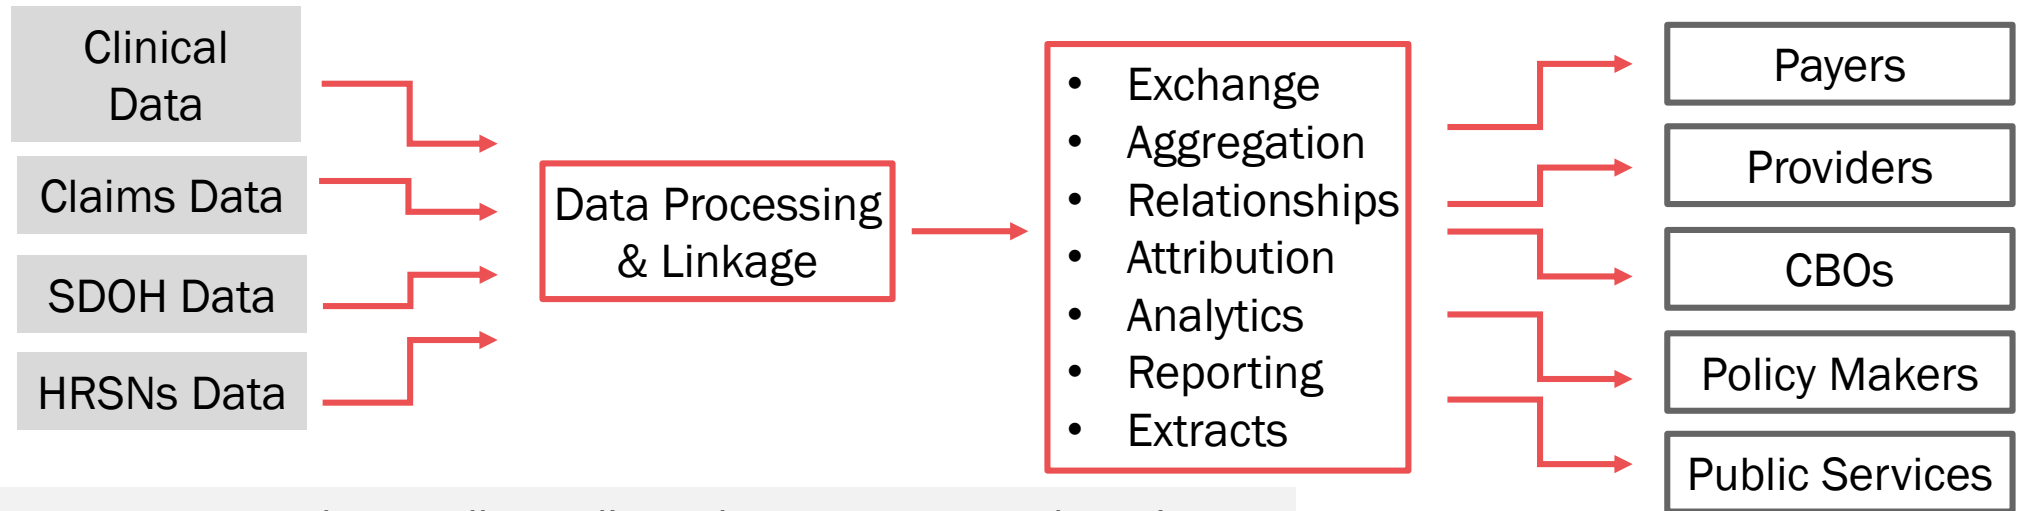 Clinical
Data
Claims Data
SDOH Data
HRSNs Data
Data Processing
& Linkage
• Exchange
• Aggregation
• Relationships
• Attribution
• Analytics
• Reporting
• Extracts
Payers
Providers
CBOs
Policy Makers
Public Services